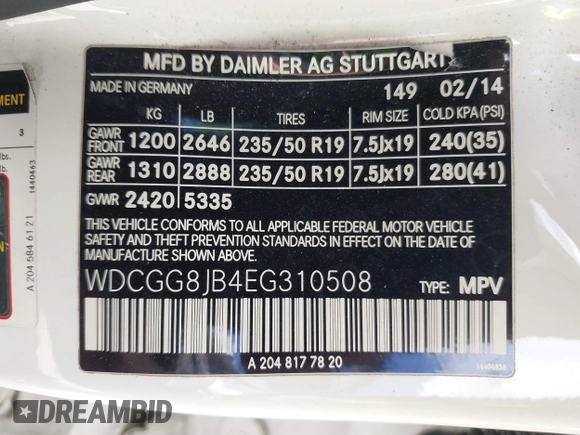 MFD BY DAIMLER AG STUTTGART
MADE IN GERMANY 149 02/14
KG LB TIRES RIM SIZE COLD KPA (PSI)
GAWR FRONT 1200 2646 235/50 R19 7.5Jx19 240(35)
GAWR REAR 1310 2888 235/50 R19 7.5Jx19 280(41)
GVWR 2420 5335
THIS VEHICLE CONFORMS TO ALL APPLICABLE FEDERAL MOTOR VEHICLE
SAFETY AND THEFT PREVENTION STANDARDS IN EFFECT ON THE DATE OF
MANUFACTURE SHOWN ABOVE.
WDCGG8JB4EG310508 TYPE: MPV
A 204 817 78 20
MENT
3
lbs.
lbs.
1440463
A 204 584 61 21
DREAMBID